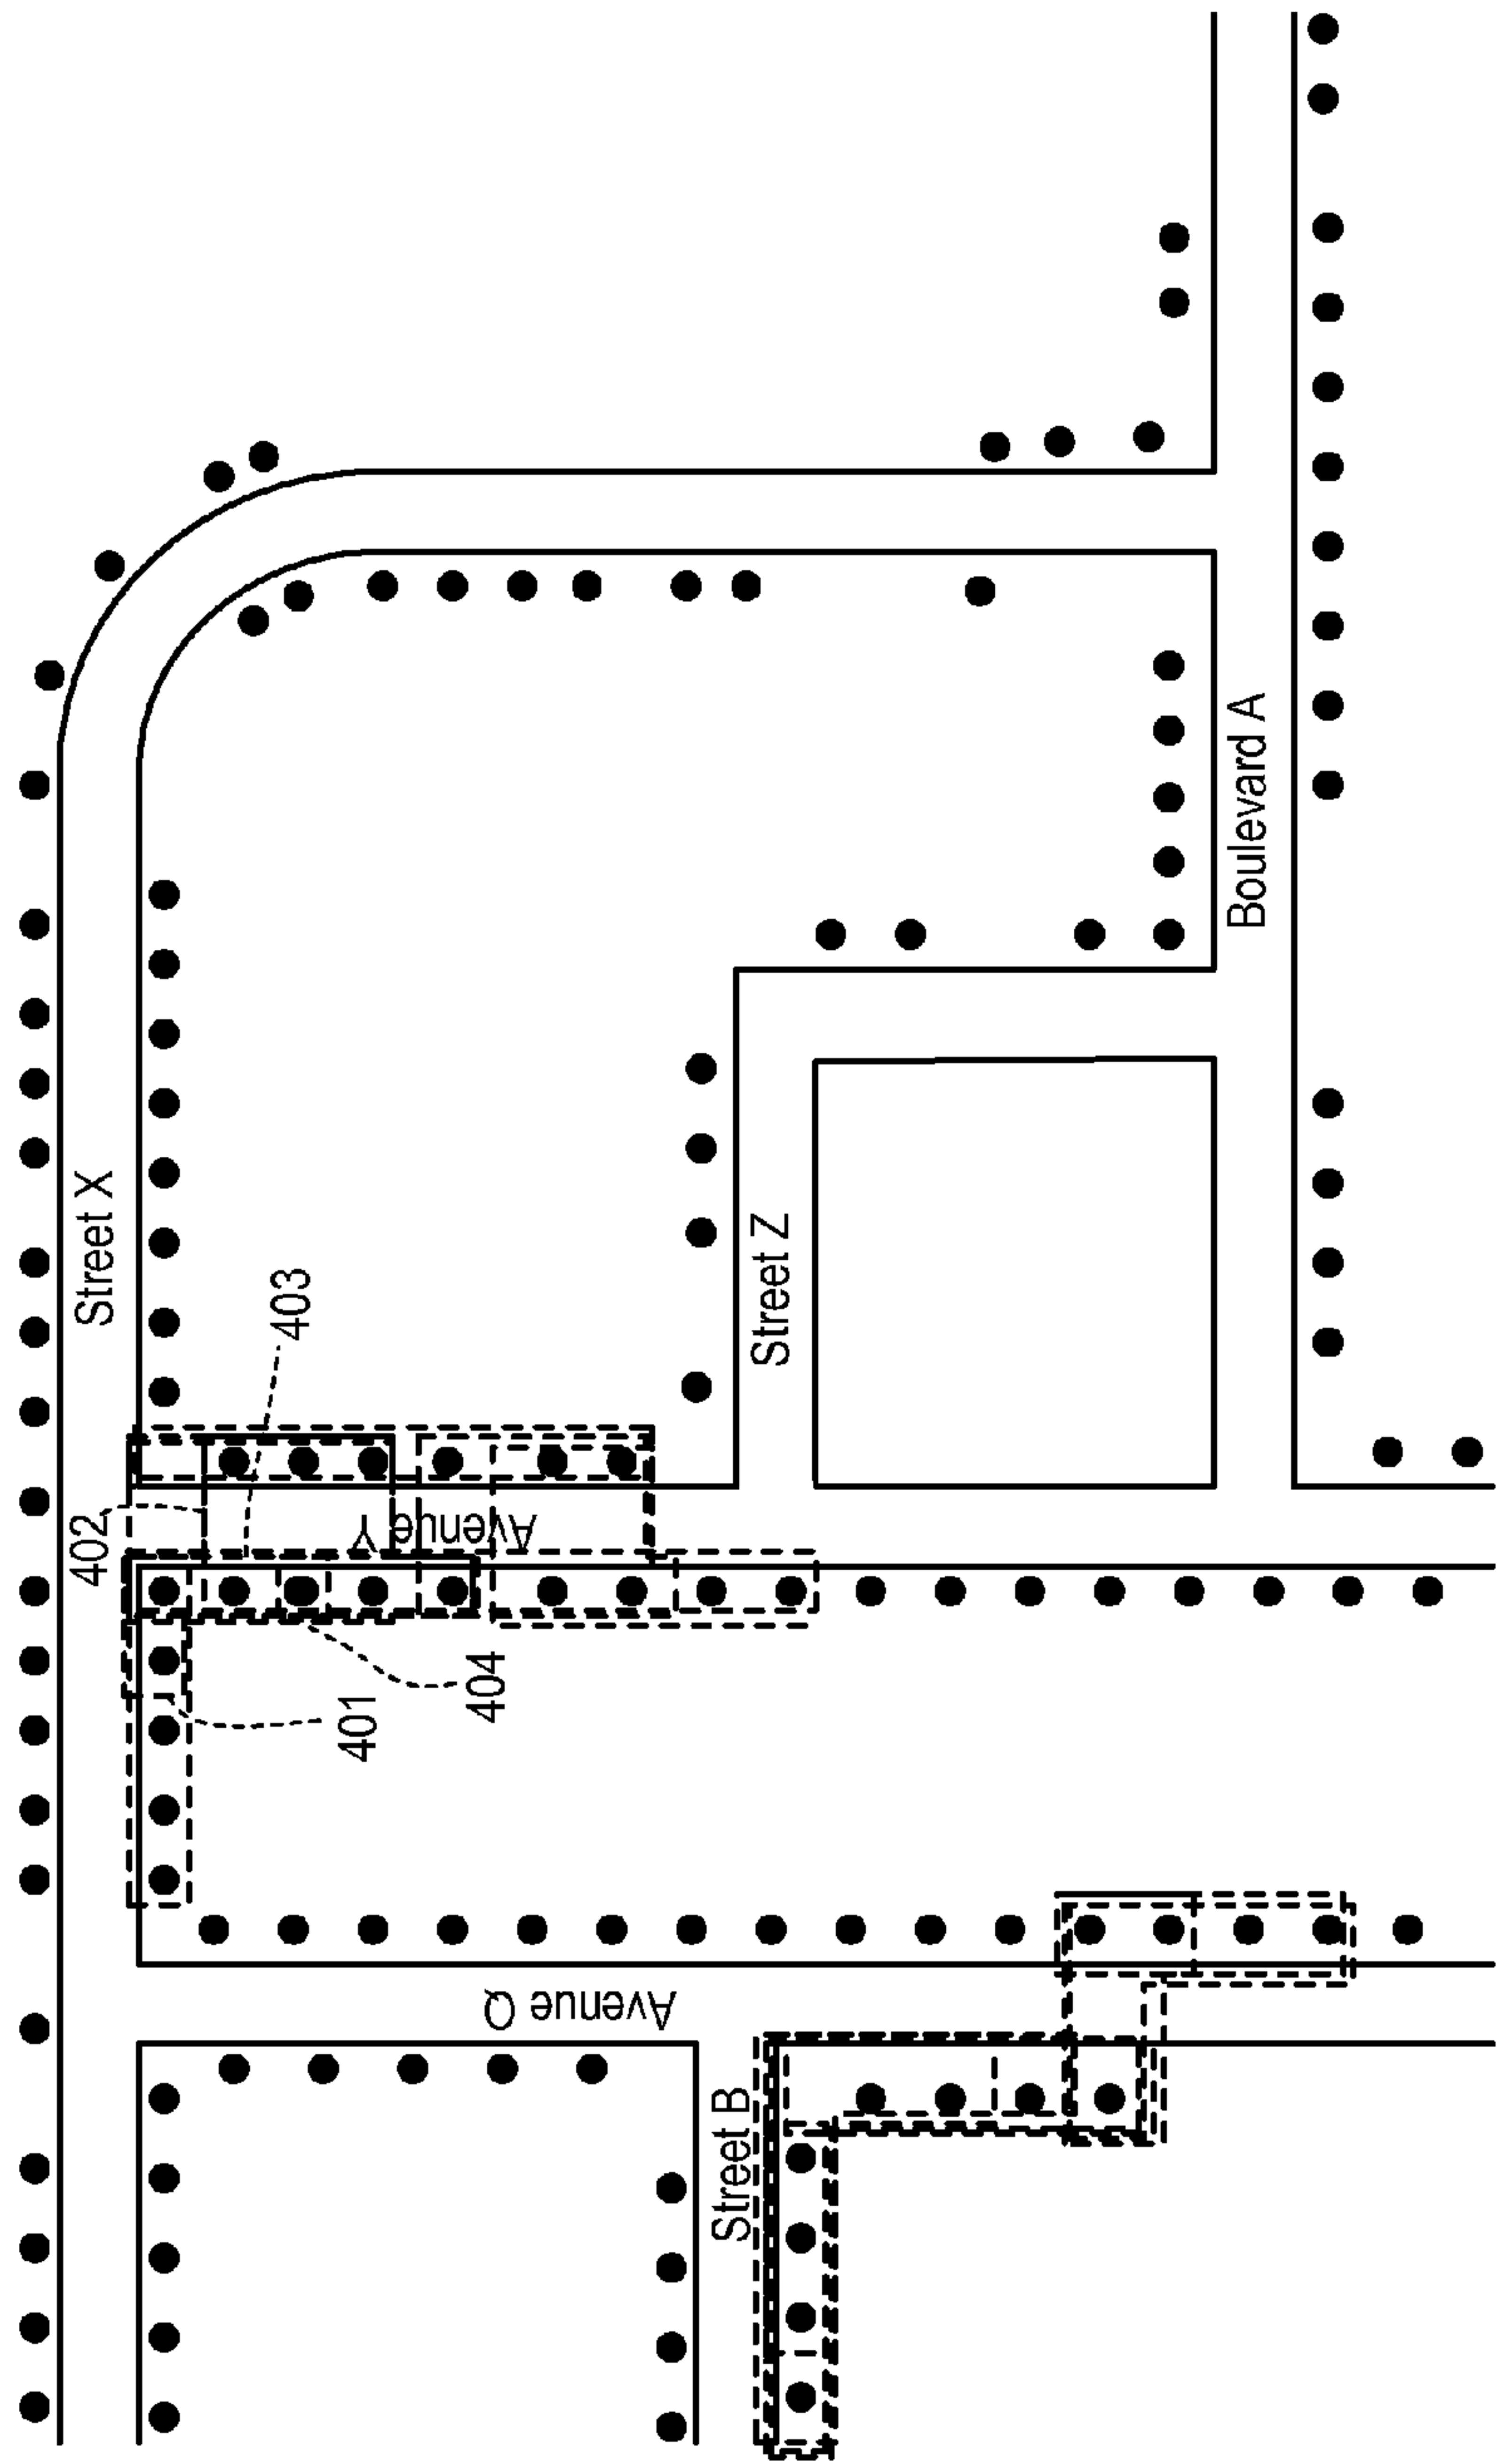 Street X
402
403
401
404
Avenue Y
Street Z
Boulevard A
Avenue Q
Street B